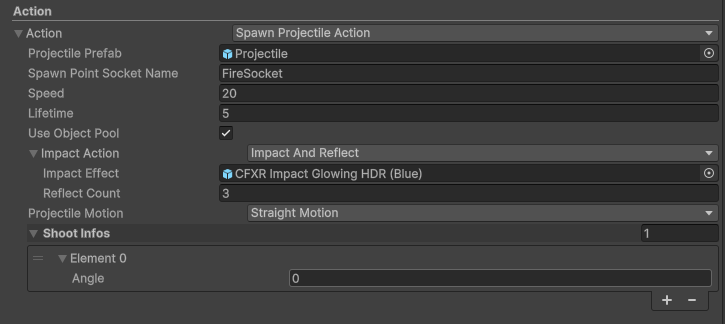 Action
Action Spawn Projectile Action
Projectile Prefab Projectile
Spawn Point Socket Name FireSocket
Speed 20
Lifetime 5
Use Object Pool
Impact Action Impact And Reflect
Impact Effect CFXR Impact Glowing HDR (Blue)
Reflect Count 3
Projectile Motion Straight Motion
Shoot Infos 1
Element 0
Angle 0
+ −